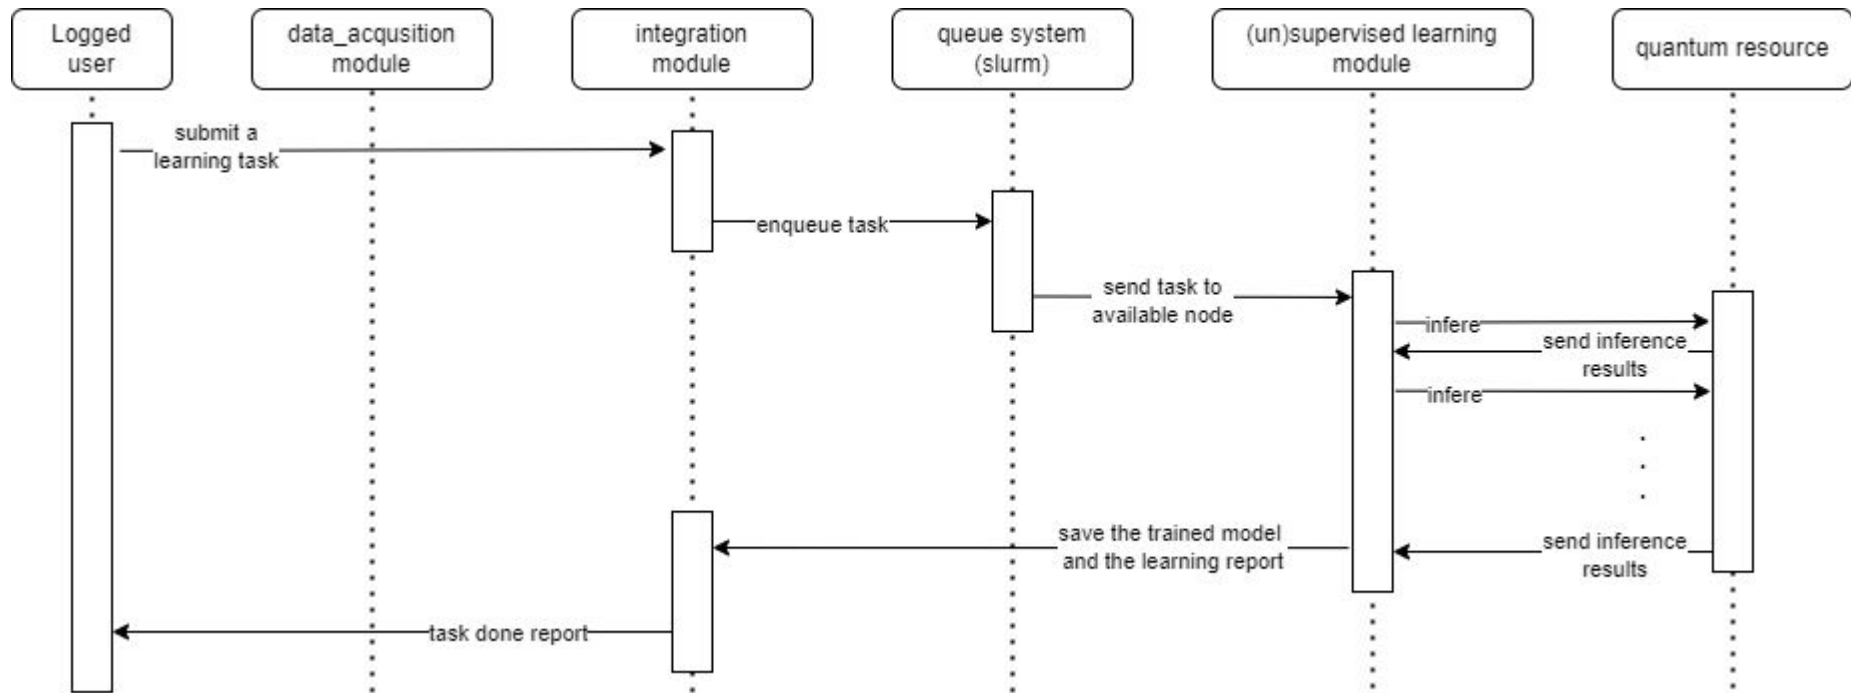 Logged
user
data_acqusition
module
integration
module
queue system
(slurm)
(un)supervised learning
module
quantum resource
submit a
learning task
enqueue task
send task to
available node
infere
send inference
results
infere
.
.
.
save the trained model
and the learning report
send inference
results
task done report